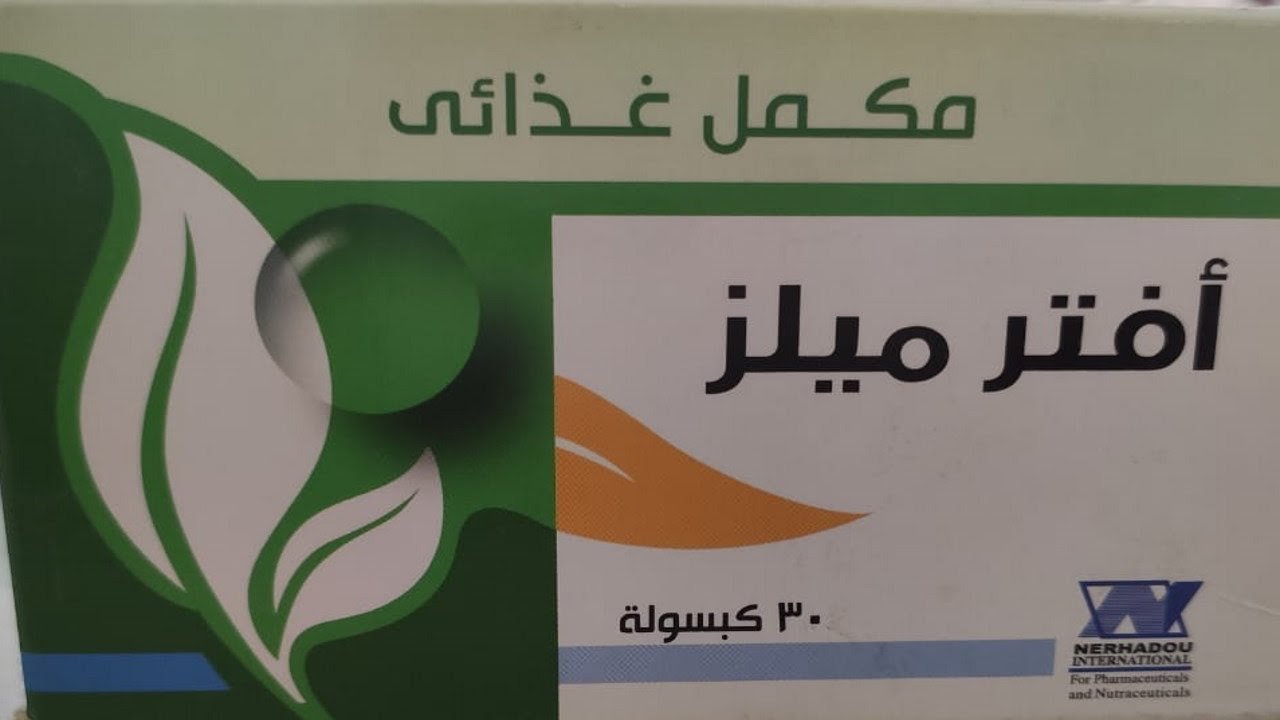 مكمل غذائى
أفتر ميلز
٣٠ كبسولة
NERHADOU
INTERNATIONAL
For Pharmaceuticals
and Nutraceuticals